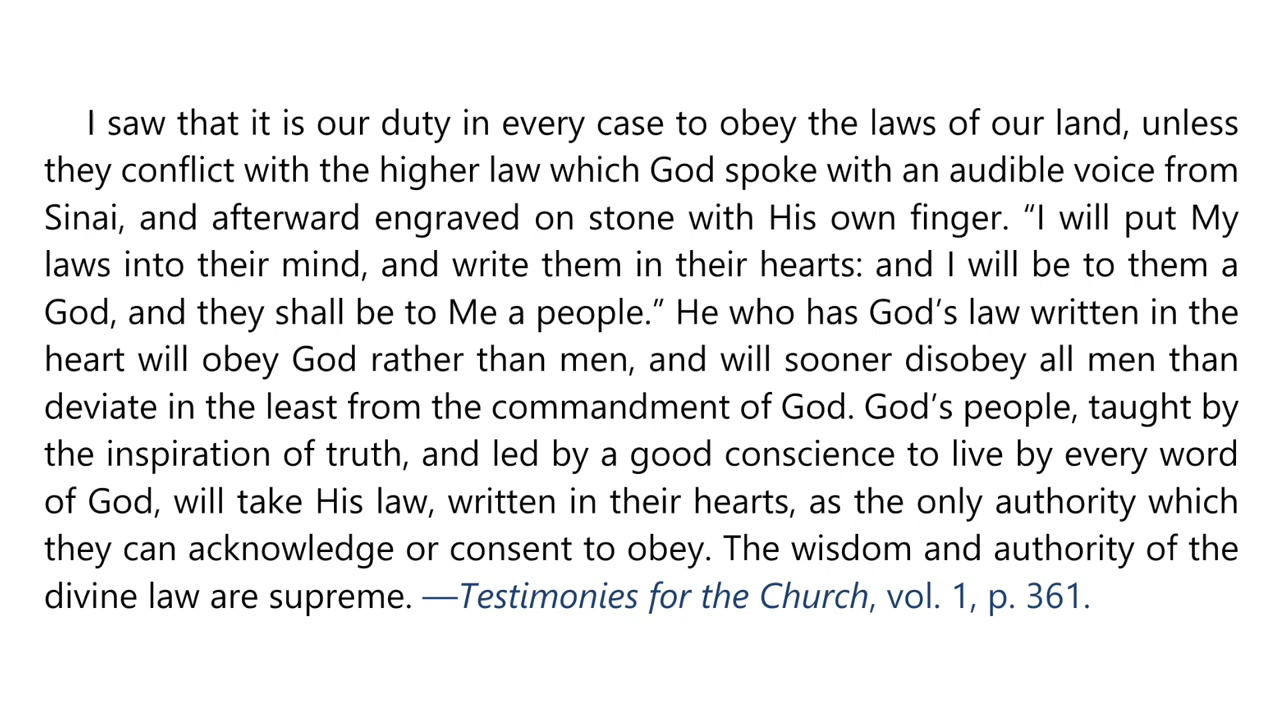 I saw that it is our duty in every case to obey the laws of our land, unless
they conflict with the higher law which God spoke with an audible voice from
Sinai, and afterward engraved on stone with His own finger. “I will put My
laws into their mind, and write them in their hearts: and I will be to them a
God, and they shall be to Me a people.” He who has God’s law written in the
heart will obey God rather than men, and will sooner disobey all men than
deviate in the least from the commandment of God. God’s people, taught by
the inspiration of truth, and led by a good conscience to live by every word
of God, will take His law, written in their hearts, as the only authority which
they can acknowledge or consent to obey. The wisdom and authority of the
divine law are supreme. —Testimonies for the Church, vol. 1, p. 361.